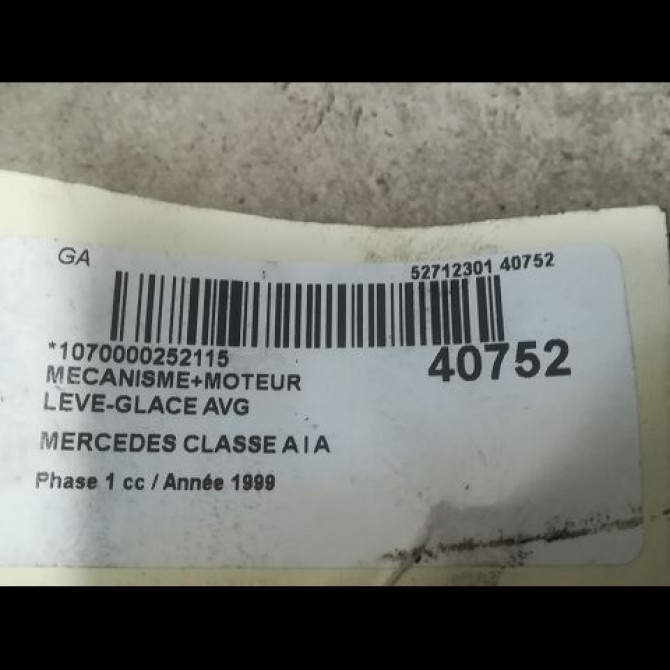 GA
52712301 40752
*1070000252115
40752
MECANISME+MOTEUR
LEVE-GLACE AVG
MERCEDES CLASSE A I A
Phase 1 cc / Année 1999